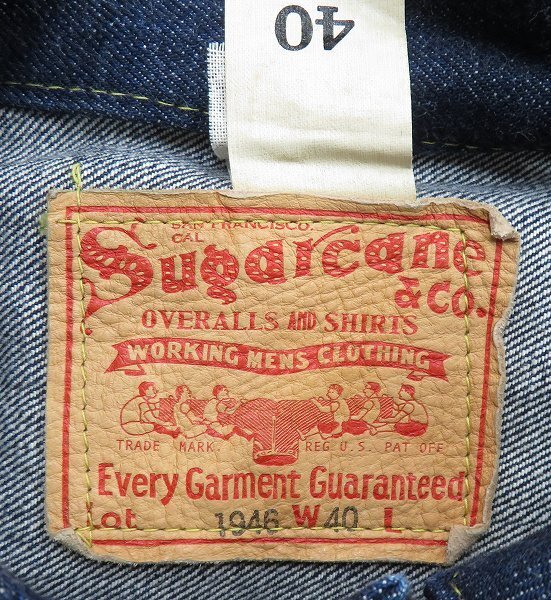 40
SAN FRANCISCO.
CAL
Sugarcane
& Co.
OVERALLS AND SHIRTS
WORKING MENS CLOTHING
TRADE MARK REG U.S. PAT OFF
Every Garment Guaranteed
Lot 1946 W 40 L